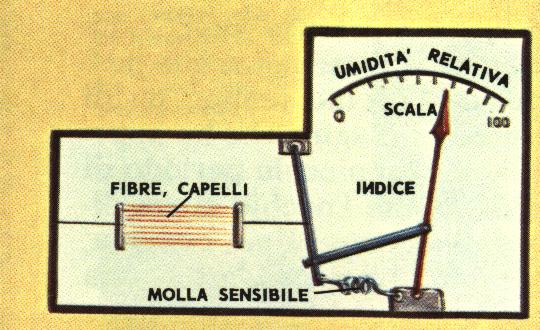 UMIDITA' RELATIVA
0
100
SCALA
FIBRE, CAPELLI
INDICE
MOLLA SENSIBILE